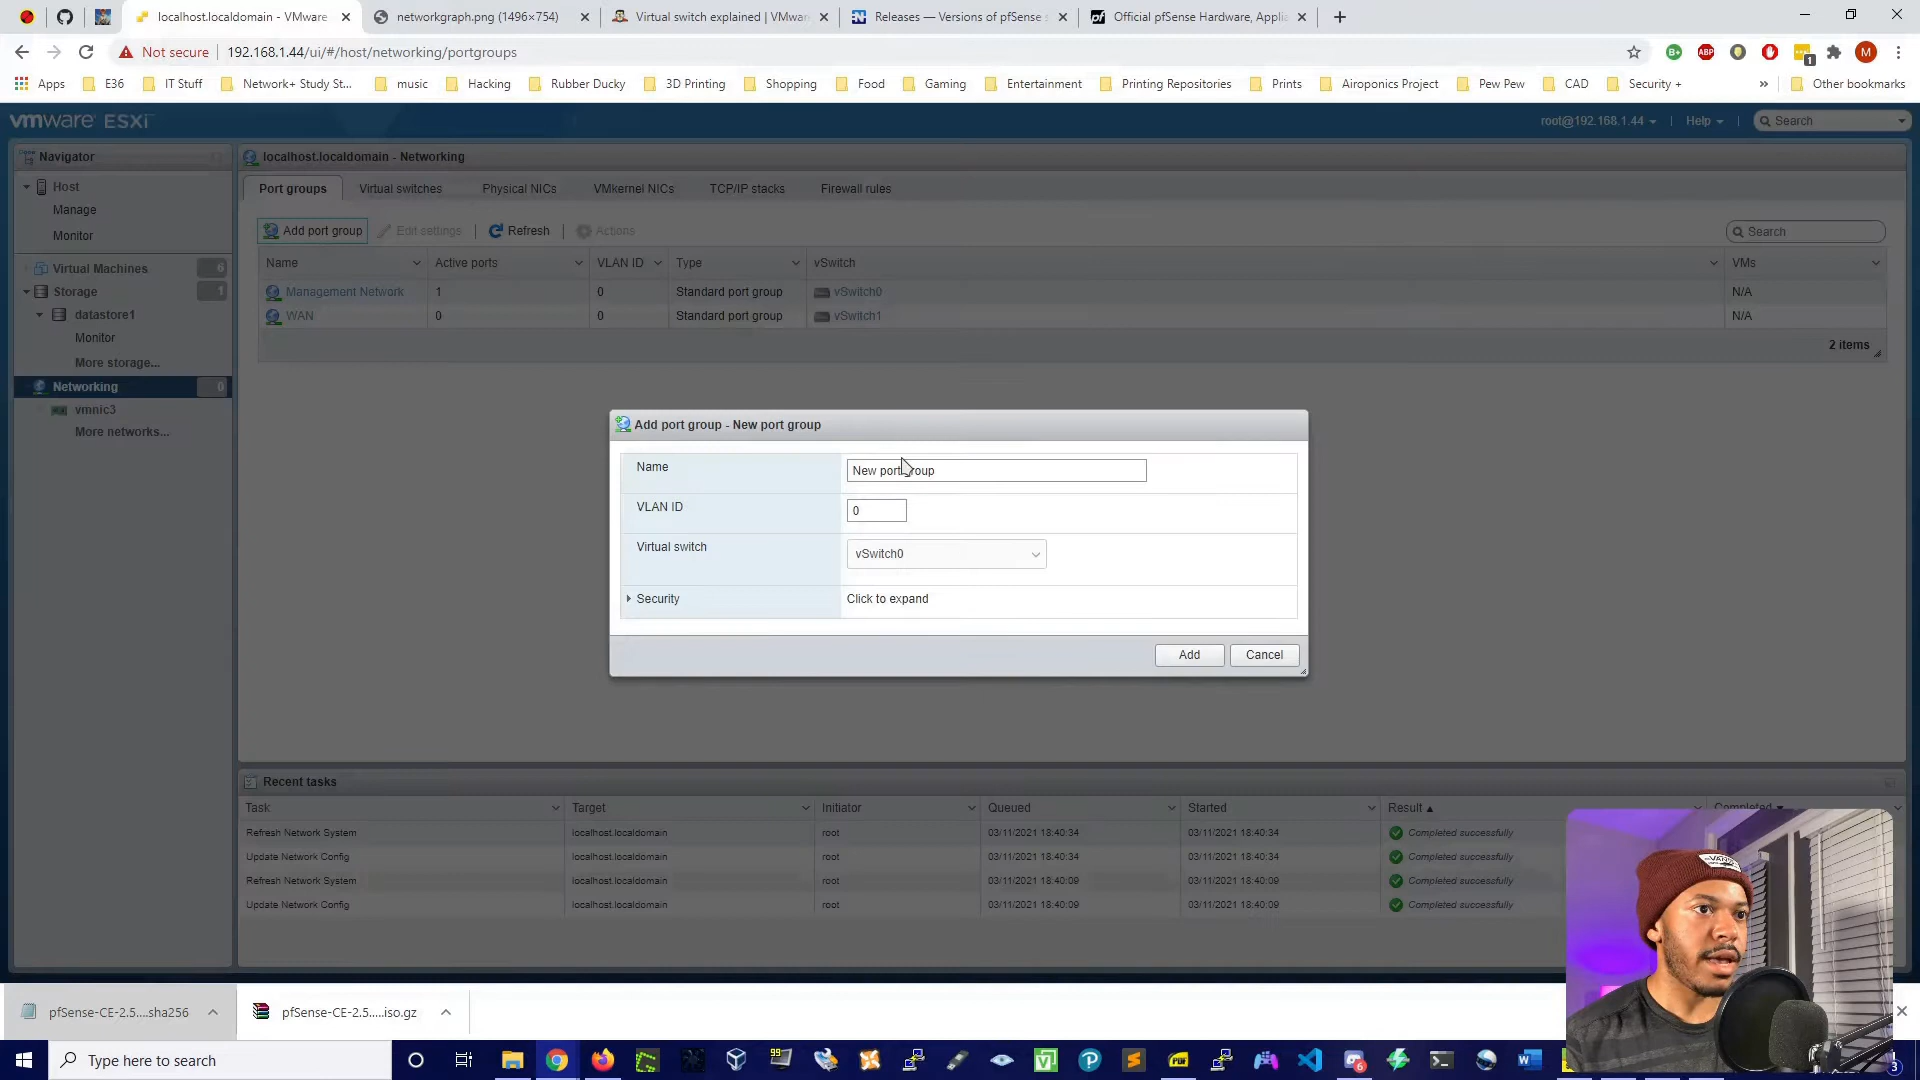 localhost.localdomain - VMware
networkgraph.png (1496×754)
Virtual switch explained | VMwar
Releases — Versions of pfSense s
Official pfSense Hardware, Applia
Not secure
192.168.1.44/ui/#/host/networking/portgroups
Apps
E36
IT Stuff
Network+ Study St...
music
Hacking
Rubber Ducky
3D Printing
Shopping
Food
Gaming
Entertainment
Printing Repositories
Prints
Airoponics Project
Pew Pew
CAD
Security +
»
Other bookmarks
vmware ESXi
root@192.168.1.44
Help
Search
Navigator
localhost.localdomain - Networking
Host
Manage
Monitor
Virtual Machines 6
Storage 1
datastore1
Monitor
More storage...
Networking 0
vmnic3
More networks...
Port groups
Virtual switches
Physical NICs
VMkernel NICs
TCP/IP stacks
Firewall rules
Add port group
Edit settings
Refresh
Actions
Search
Name Active ports VLAN ID Type vSwitch VMs
Management Network 1 0 Standard port group vSwitch0 N/A
WAN 0 0 Standard port group vSwitch1 N/A
2 items
Add port group - New port group
Name New port group
VLAN ID 0
Virtual switch vSwitch0
Security Click to expand
Add
Cancel
Recent tasks
Task Target Initiator Queued Started Result Completed
Refresh Network System localhost.localdomain root 03/11/2021 18:40:34 03/11/2021 18:40:34 Completed successfully
Update Network Config localhost.localdomain root 03/11/2021 18:40:34 03/11/2021 18:40:34 Completed successfully
Refresh Network System localhost.localdomain root 03/11/2021 18:40:09 03/11/2021 18:40:09 Completed successfully
Update Network Config localhost.localdomain root 03/11/2021 18:40:09 03/11/2021 18:40:09 Completed successfully
pfSense-CE-2.5....sha256
pfSense-CE-2.5.....iso.gz
Type here to search
VANS